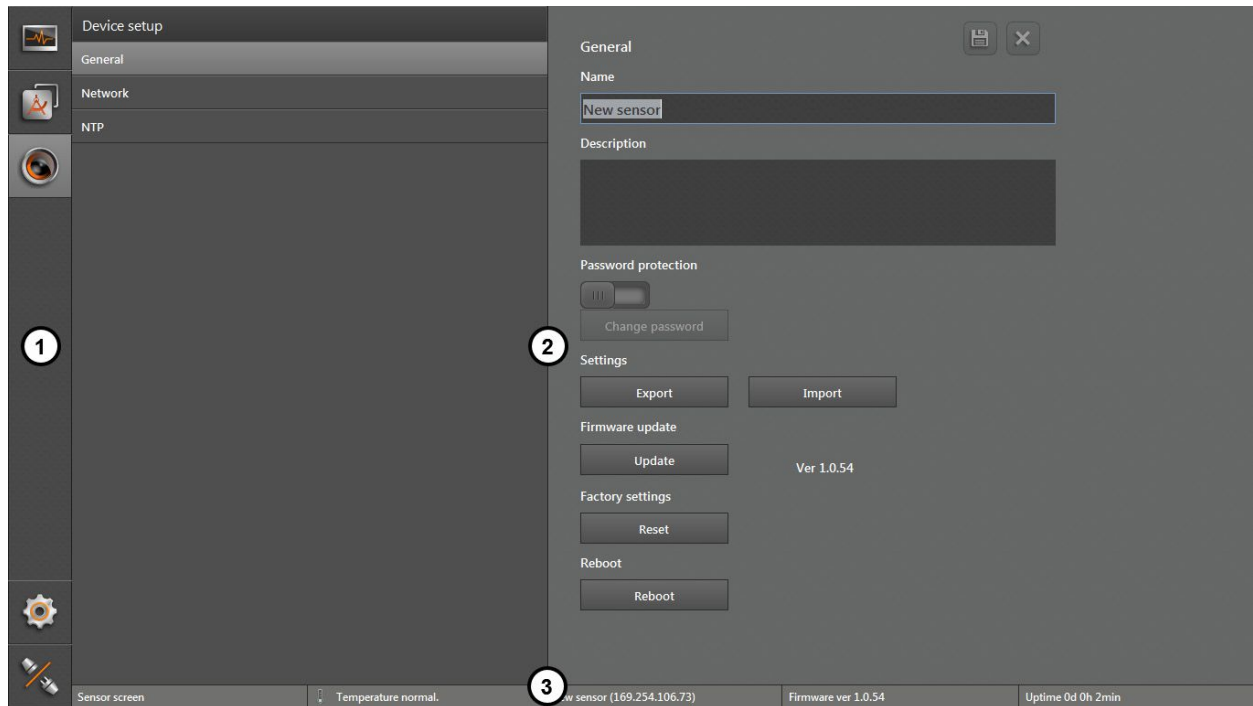 Device setup
General
Network
NTP
General
Name
New sensor
Description
Password protection
Change password
Settings
Export Import
Firmware update
Update Ver 1.0.54
Factory settings
Reset
Reboot
Reboot
1
2
3
Sensor screen Temperature normal. sensor (169.254.106.73) Firmware ver 1.0.54 Uptime 0d 0h 2min